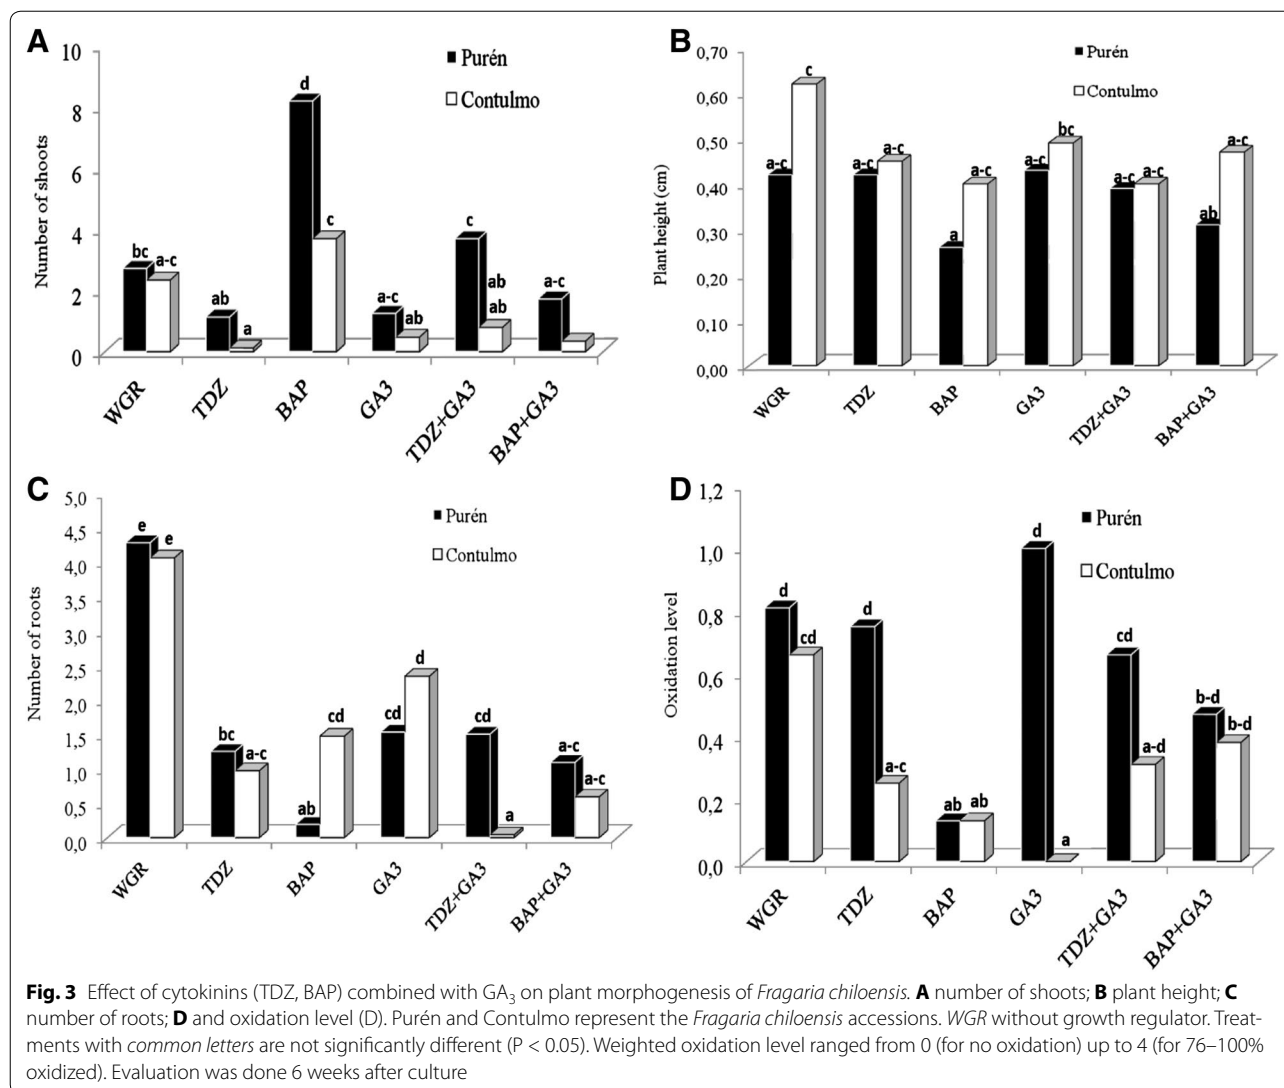 A
10
8
6
4
2
0
Number of shoots
Purén
Contulmo
bc
a-c
ab
a
d
c
a-c
ab
c
ab
ab
a-c
WGR
TDZ
BAP
GA3
TDZ+GA3
BAP+GA3
B
0,70
0,60
0,50
0,40
0,30
0,20
0,10
0,00
Plant height (cm)
Purén
Contulmo
a-c
c
a-c
a-c
a
a-c
a-c
bc
a-c
a-c
ab
a-c
WGR
TDZ
BAP
GA3
TDZ+GA3
BAP+GA3
C
5,0
4,5
4,0
3,5
3,0
2,5
2,0
1,5
1,0
0,5
0,0
Number of roots
Purén
Contulmo
e
e
bc
a-c
ab
cd
cd
d
cd
a
a-c
a-c
WGR
TDZ
BAP
GA3
TDZ+GA3
BAP+GA3
D
1,2
1,0
0,8
0,6
0,4
0,2
0,0
Oxidation level
Purén
Contulmo
d
cd
d
a-c
ab
ab
d
a
cd
a-d
b-d
b-d
WGR
TDZ
BAP
GA3
TDZ+GA3
BAP+GA3
Fig. 3 Effect of cytokinins (TDZ, BAP) combined with GA₃ on plant morphogenesis of Fragaria chiloensis. A number of shoots; B plant height; C
number of roots; D and oxidation level (D). Purén and Contulmo represent the Fragaria chiloensis accessions. WGR without growth regulator. Treat-
ments with common letters are not significantly different (P < 0.05). Weighted oxidation level ranged from 0 (for no oxidation) up to 4 (for 76–100%
oxidized). Evaluation was done 6 weeks after culture